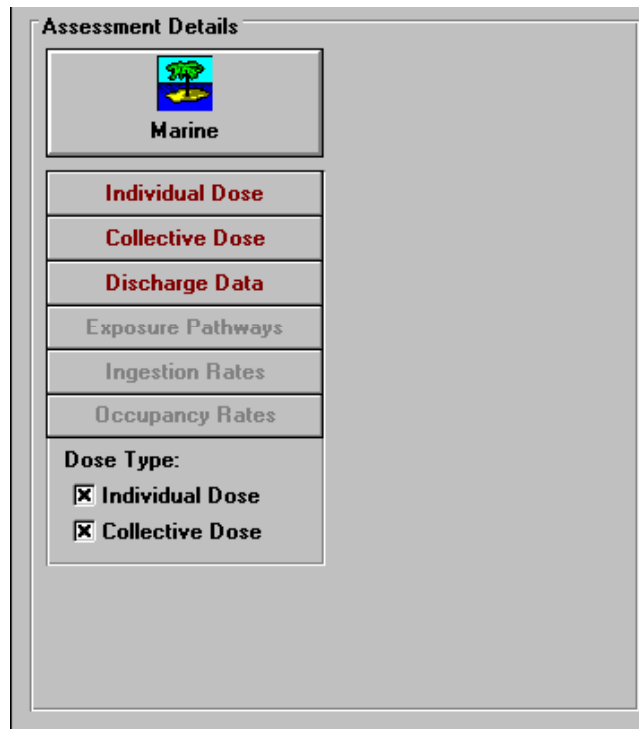 Assessment Details
Marine
Individual Dose
Collective Dose
Discharge Data
Exposure Pathways
Ingestion Rates
Occupancy Rates
Dose Type:
Individual Dose
Collective Dose